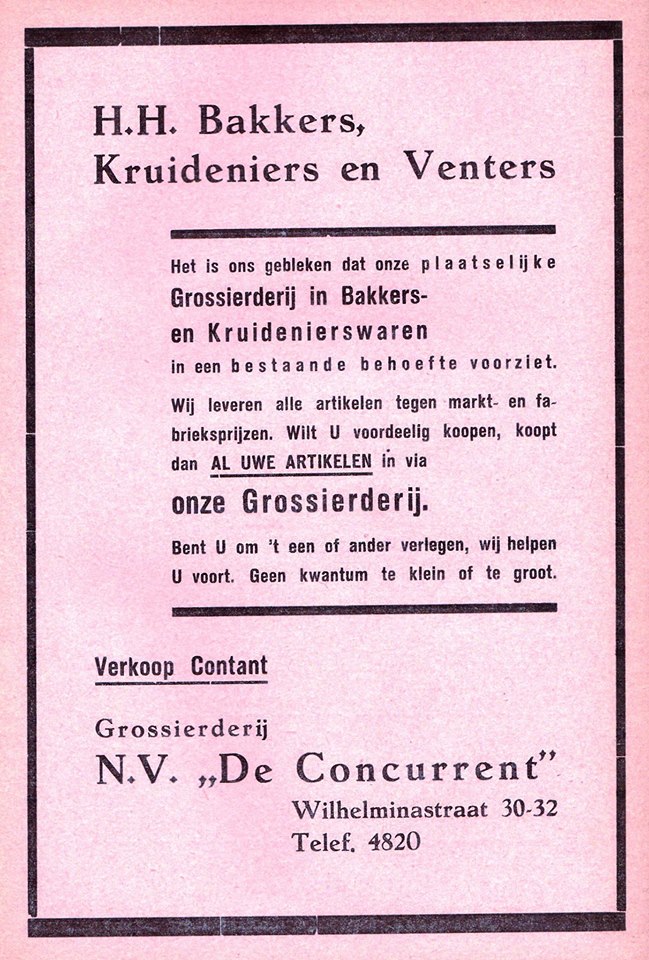 H.H. Bakkers,
Kruideniers en Venters
Het is ons gebleken dat onze plaatselijke
Grossierderij in Bakkers-
en Kruidenierswaren
in een bestaande behoefte voorziet.
Wij leveren alle artikelen tegen markt- en fa-
brieksprijzen. Wilt U voordeelig koopen, koopt
dan AL UWE ARTIKELEN in via
onze Grossierderij.
Bent U om 't een of ander verlegen, wij helpen
U voort. Geen kwantum te klein of te groot.
Verkoop Contant
Grossierderij
N.V. „De Concurrent”
Wilhelminastraat 30-32
Telef. 4820